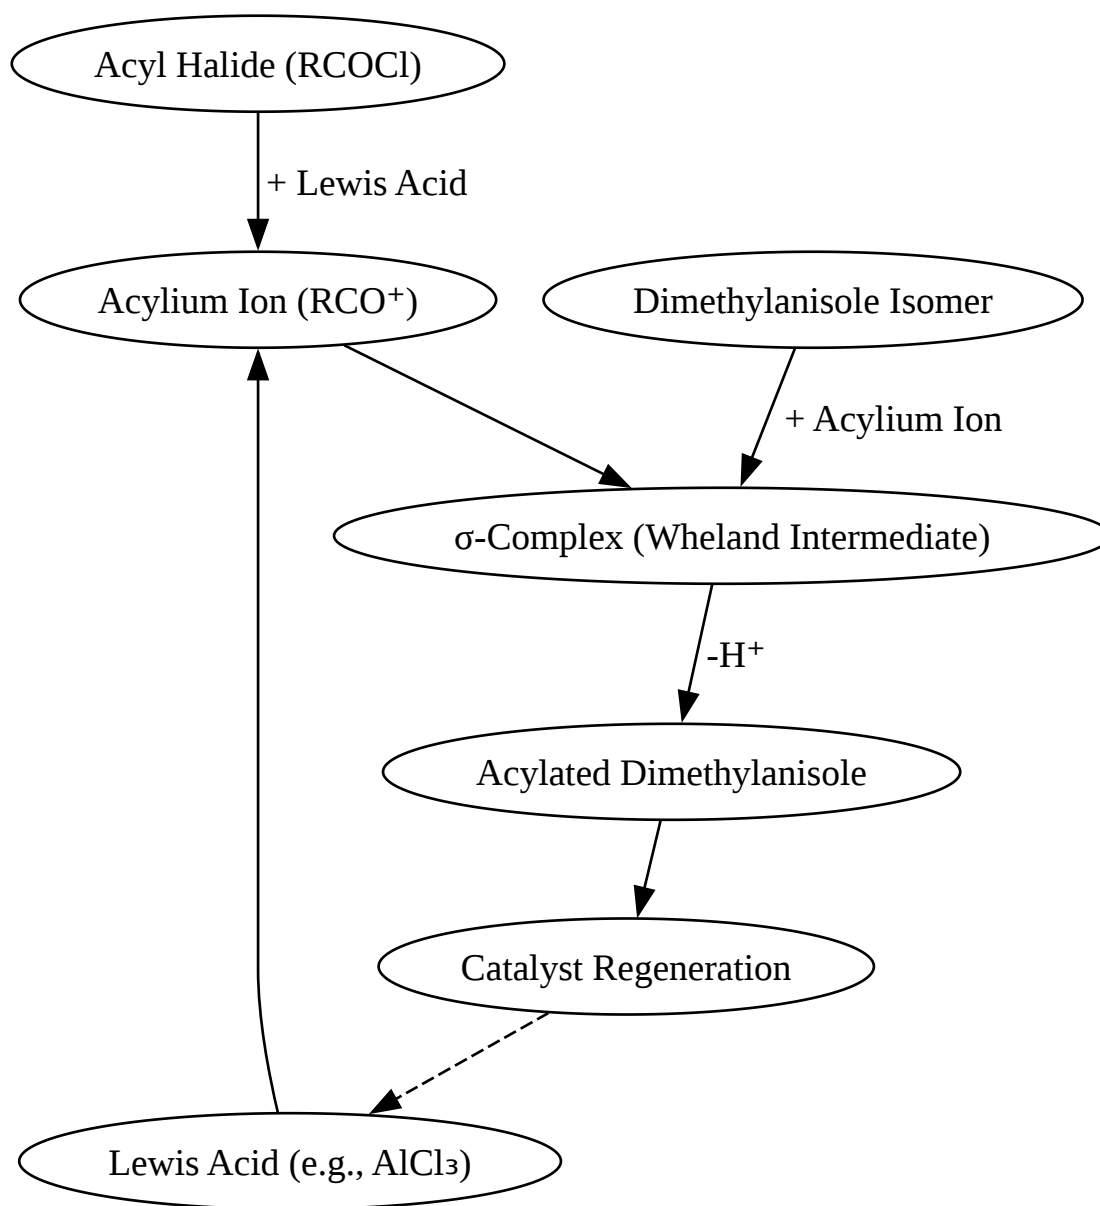 Acyl Halide (RCOCl)
+ Lewis Acid
Acylium Ion (RCO⁺)
Dimethylanisole Isomer
+ Acylium Ion
σ-Complex (Wheland Intermediate)
-H⁺
Acylated Dimethylanisole
Catalyst Regeneration
Lewis Acid (e.g., AlCl₃)